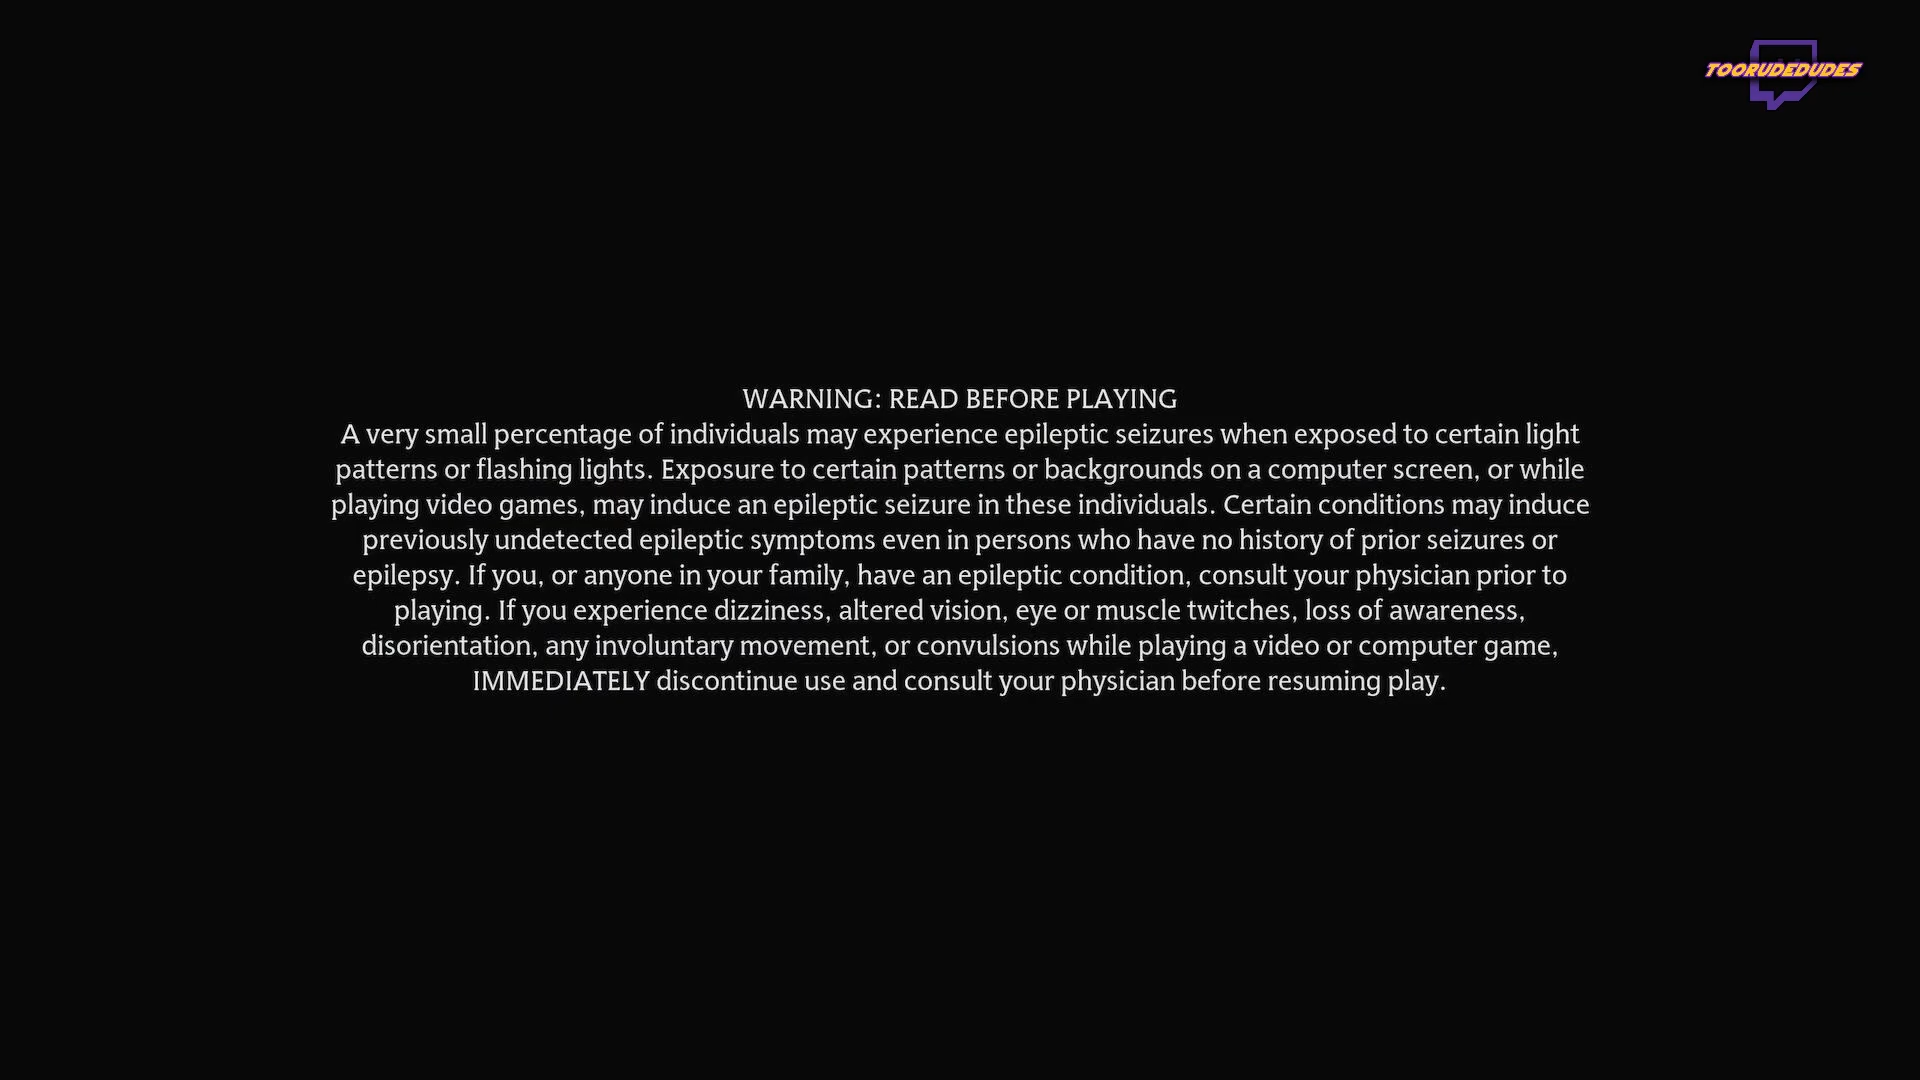 TOORUDEDUDES
WARNING: READ BEFORE PLAYING
A very small percentage of individuals may experience epileptic seizures when exposed to certain light
patterns or flashing lights. Exposure to certain patterns or backgrounds on a computer screen, or while
playing video games, may induce an epileptic seizure in these individuals. Certain conditions may induce
previously undetected epileptic symptoms even in persons who have no history of prior seizures or
epilepsy. If you, or anyone in your family, have an epileptic condition, consult your physician prior to
playing. If you experience dizziness, altered vision, eye or muscle twitches, loss of awareness,
disorientation, any involuntary movement, or convulsions while playing a video or computer game,
IMMEDIATELY discontinue use and consult your physician before resuming play.